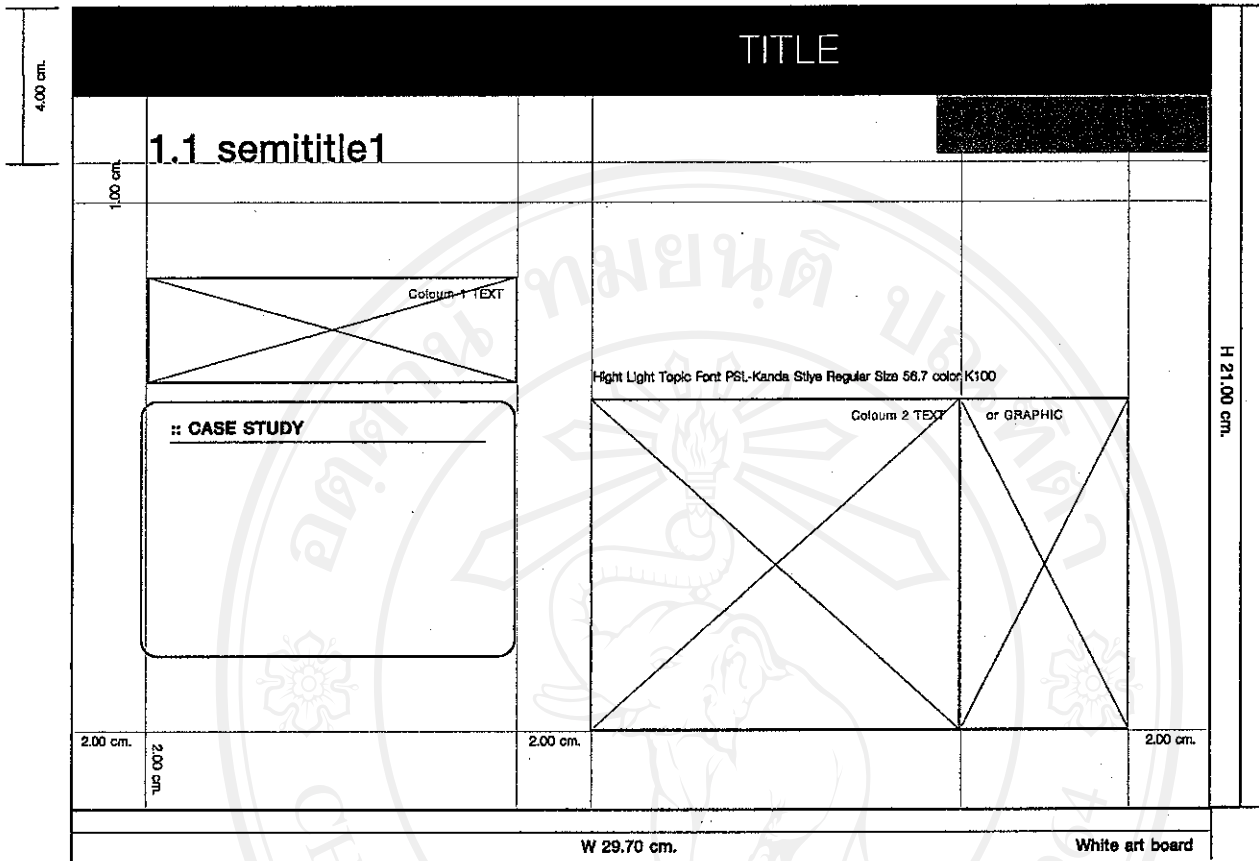 TITLE
4.00 cm.
1.1 semititle1
1.00 cm.
Coloum 1 TEXT
Hight Light Topic Font PSL-Kanda Stlye Regular Size 56.7 color K100
:: CASE STUDY
Coloum 2 TEXT
or GRAPHIC
H 21.00 cm.
2.00 cm.
2.00 cm.
2.00 cm.
2.00 cm.
W 29.70 cm.
White art board